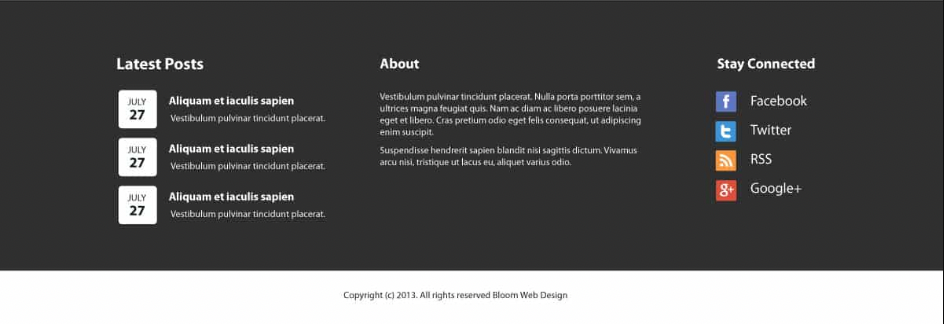 Latest Posts
JULY
27
Aliquam et iaculis sapien
Vestibulum pulvinar tincidunt placerat.
JULY
27
Aliquam et iaculis sapien
Vestibulum pulvinar tincidunt placerat.
JULY
27
Aliquam et iaculis sapien
Vestibulum pulvinar tincidunt placerat.
About
Vestibulum pulvinar tincidunt placerat. Nulla porta porttitor sem, a
ultrices magna feugiat quis. Nam ac diam ac libero posuere lacinia
eget et libero. Cras pretium odio eget felis consequat, ut adipiscing
enim suscipit.
Suspendisse hendrerit sapien blandit nisi sagittis dictum. Vivamus
arcu nisi, tristique ut lacus eu, aliquet varius odio.
Stay Connected
f Facebook
t Twitter
RSS
g+ Google+
Copyright (c) 2013. All rights reserved Bloom Web Design